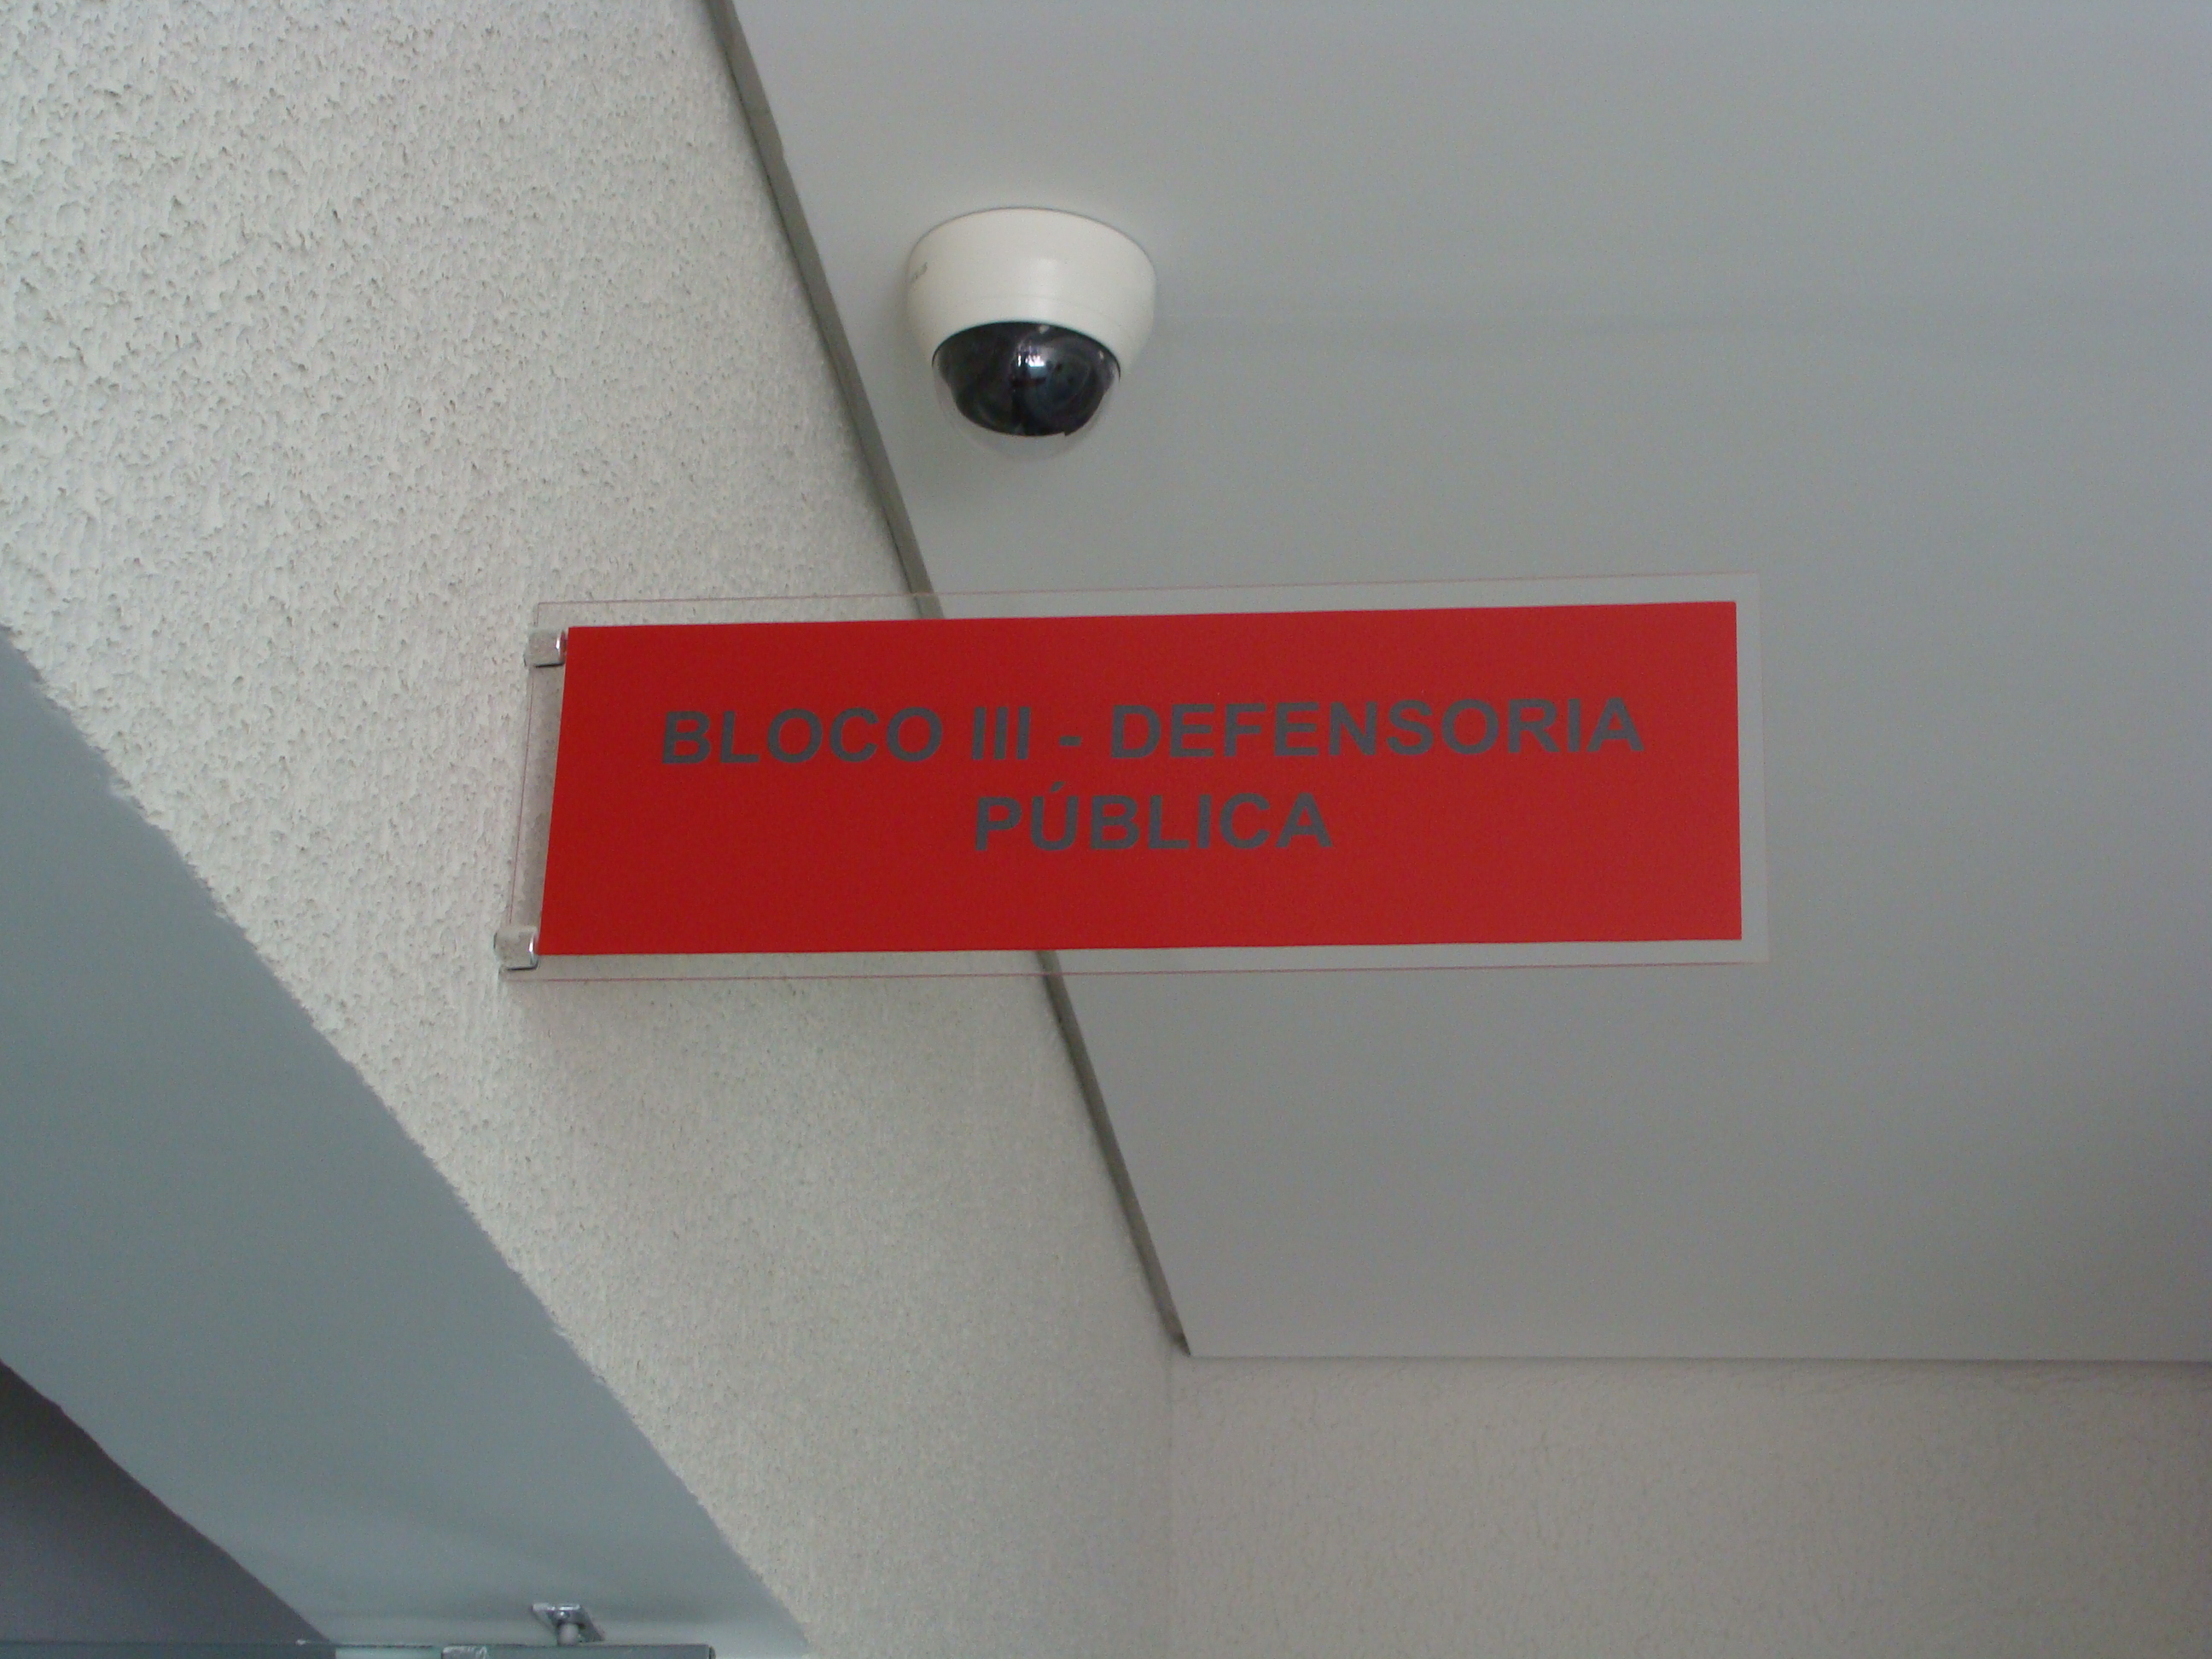 BLOCO III - DEFENSORIA
PÚBLICA